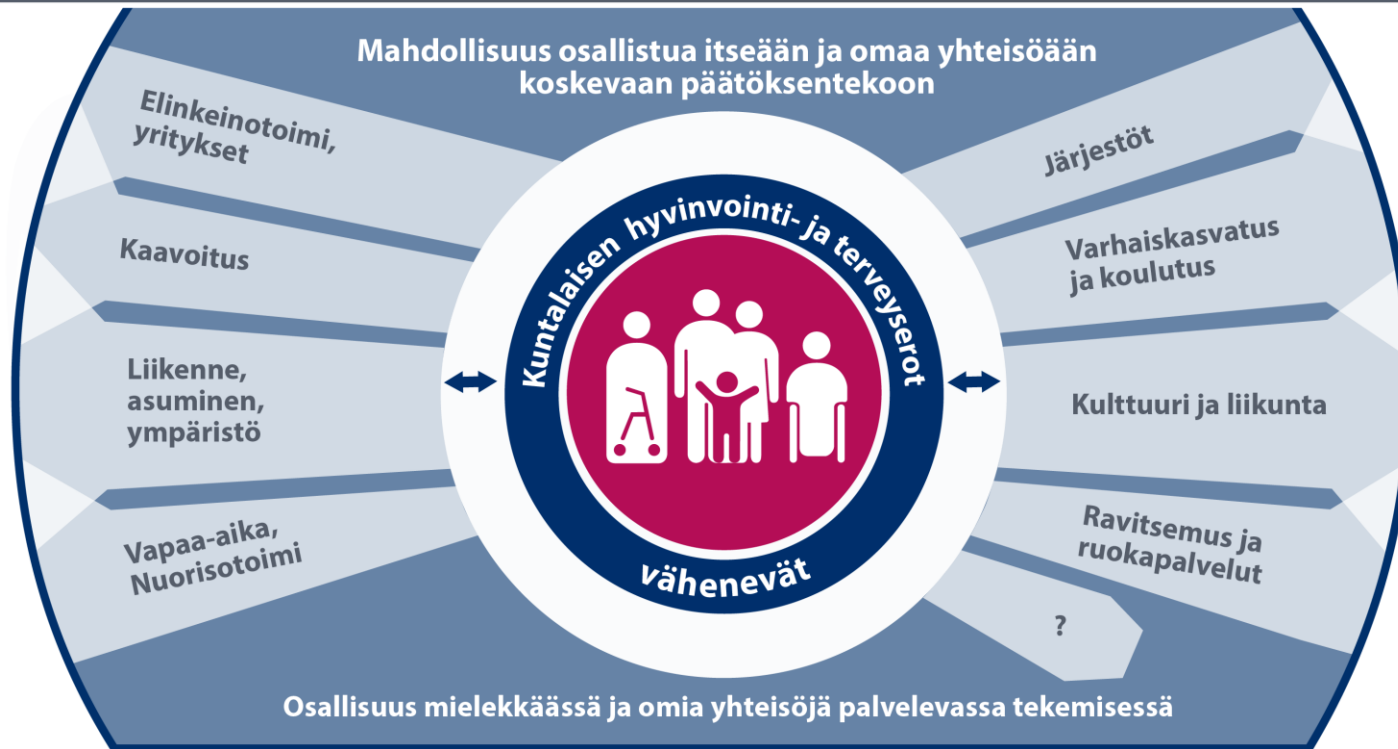 Mahdollisuus osallistua itseään ja omaa yhteisöään
koskevaan päätöksentekoon
Elinkeinotoimi,
yritykset
Kaavoitus
Liikenne,
asuminen,
ympäristö
Vapaa-aika,
Nuorisotoimi
Kuntalaisen hyvinvointi- ja terveyserot
vähenevät
Järjestöt
Varhaiskasvatus
ja koulutus
Kulttuuri ja liikunta
Ravitsemus ja
ruokapalvelut
?
Osallisuus mielekkäässä ja omia yhteisöjä palvelevassa tekemisessä